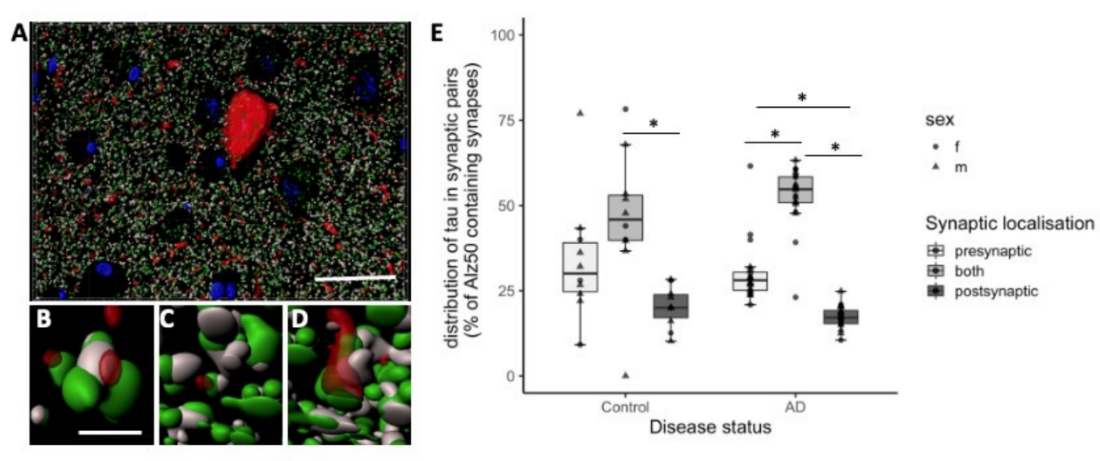 A
B
C
D
E
distribution of tau in synaptic pairs
(% of Alz50 containing synapses)
100
75
50
25
0
*
*
*
*
Control
AD
Disease status
sex
f
m
Synaptic localisation
presynaptic
both
postsynaptic